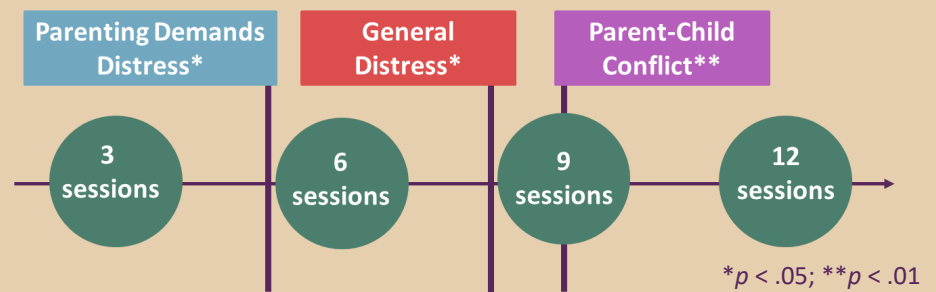 Parenting Demands
Distress*
General
Distress*
Parent-Child
Conflict**
3
sessions
6
sessions
9
sessions
12
sessions
*p < .05; **p < .01